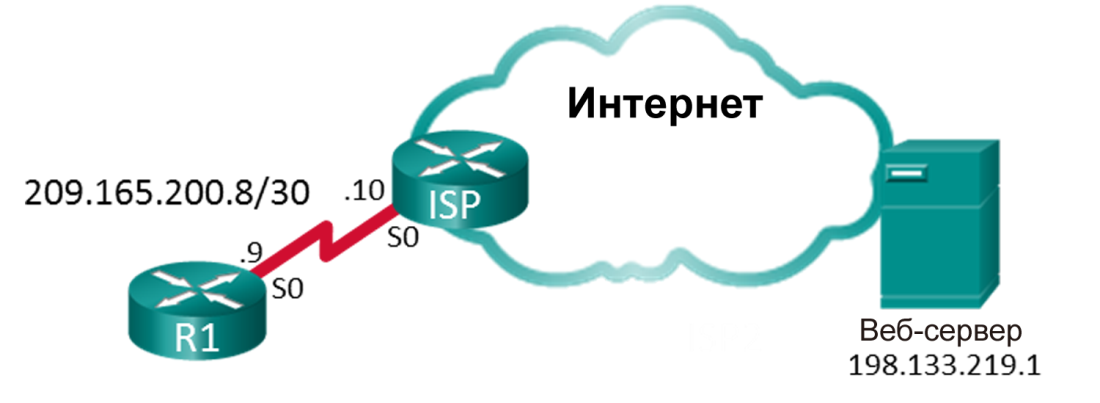 Интернет
209.165.200.8/30
.10
ISP
S0
.9
S0
R1
Веб-сервер
198.133.219.1